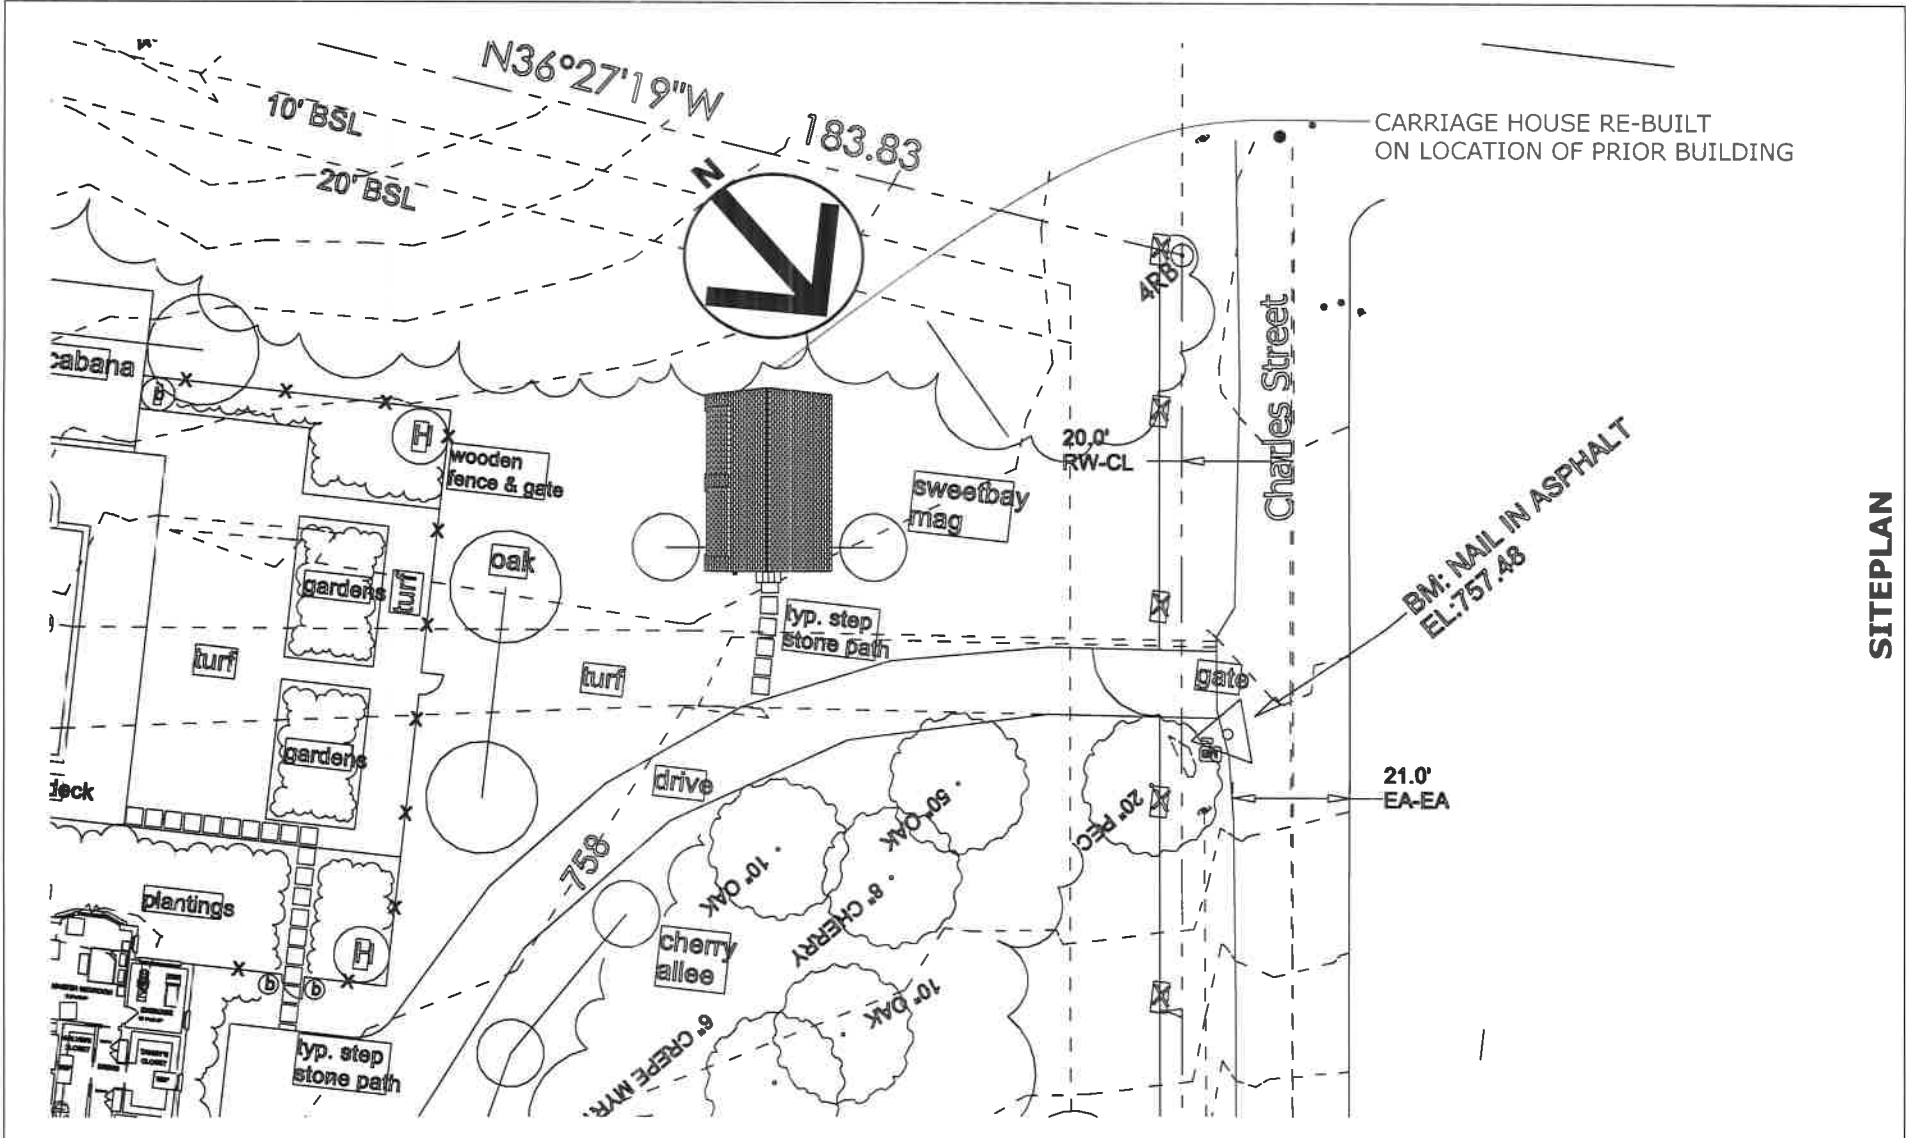 N36°27'19"W
183.83
10' BSL
20' BSL
N
CARRIAGE HOUSE RE-BUILT
ON LOCATION OF PRIOR BUILDING
4RB
Charles Street
cabana
b
H
wooden
fence & gate
20.0'
RW-CL
sweetbay
mag
BM: NAIL IN ASPHALT
EL:757.48
SITEPLAN
oak
gardens
turf
typ. step
stone path
turf
turf
gate
gardens
deck
drive
21.0'
EA-EA
758
50" OAK
20" PEC
10" OAK
8" CHERRY
plantings
cherry
allee
H
b
b
10" OAK
6" CREPE MYR
typ. step
stone path